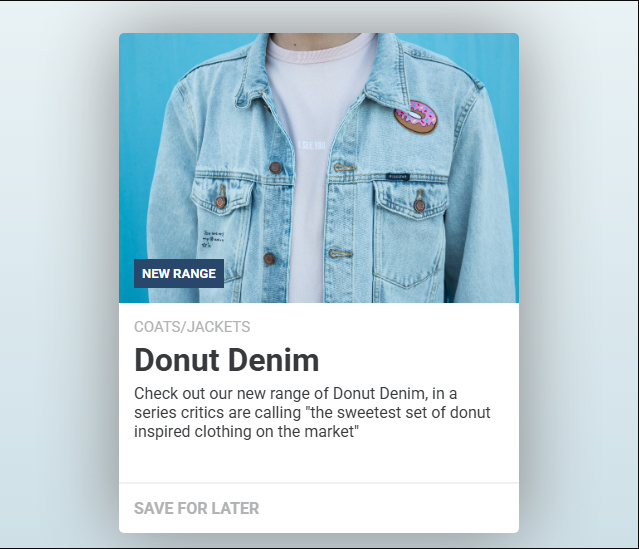 NEW RANGE
COATS/JACKETS
Donut Denim
Check out our new range of Donut Denim, in a
series critics are calling "the sweetest set of donut
inspired clothing on the market"
SAVE FOR LATER